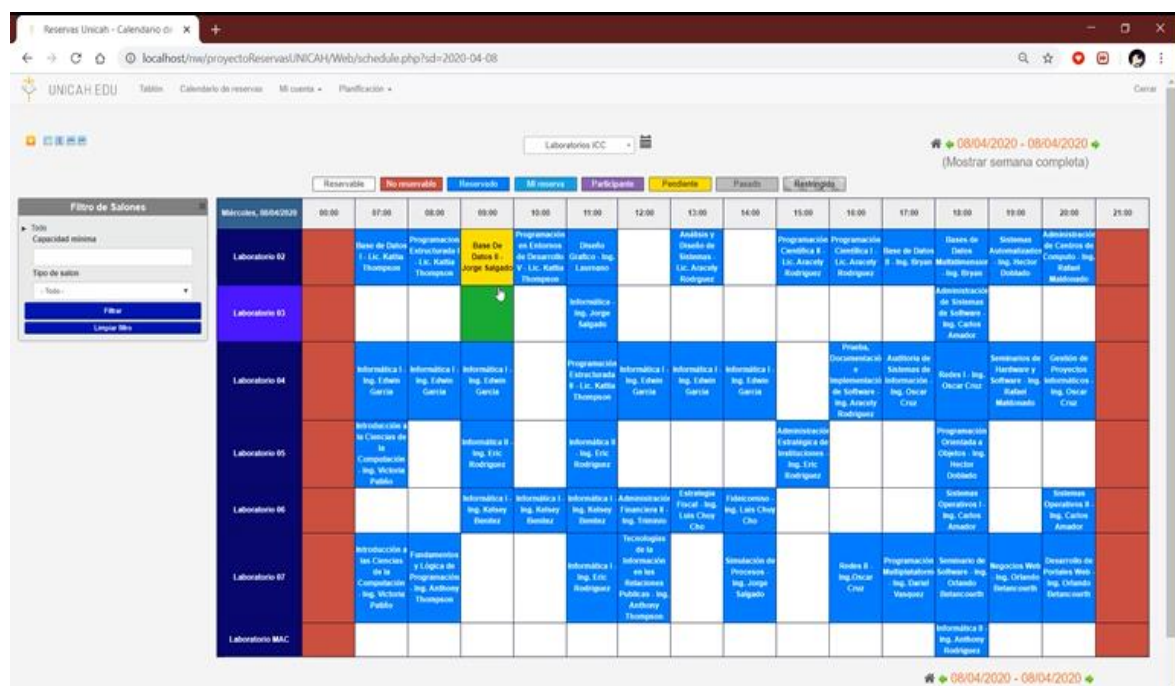 Reservas Unicah - Calendario de
localhost/nw/proyectoReservasUNICAH/Web/schedule.php?sd=2020-04-08
UNICAH.EDU Tablón Calendario de reservas Mi cuenta Planificación Cerrar
Laboratorios ICC
08/04/2020 - 08/04/2020
(Mostrar semana completa)
Reservable No reservable Reservado Mi reserva Participante Pendiente Pasado Restringido
Filtro de Salones
Todo
Capacidad mínima
Tipo de salon
- Todo -
Filtrar
Limpiar filtro
Miércoles, 08/04/2020 00:00 07:00 08:00 09:00 10:00 11:00 12:00 13:00 14:00 15:00 16:00 17:00 18:00 19:00 20:00 21:00
Laboratorio 02
Base de Datos
I - Lic. Kattia
Thompson
Programacion
Estructurada I
- Lic. Kattia
Thompson
Base De
Datos II -
Jorge Salgado
Programación
en Entornos
de Desarrollo
V - Lic. Kattia
Thompson
Diseño
Grafico - Ing.
Análisis y
Diseño de
Sistemas -
Lic. Aracely
Rodriguez
Programación
Científica II -
Lic. Aracely
Rodriguez
Programación
Científica I -
Lic. Aracely
Rodriguez
Base de Datos
II - Ing. Bryan
Bases de
Datos
- Ing. Bryan
Sistemas
Automatizados
- Ing. Hector
Doblado
Administración
de Centros de
Computo - Ing.
Rafael
Maldonado
Laboratorio 03
Informática -
Ing. Jorge
Salgado
Administración
de Sistemas
de Software -
Ing. Carlos
Amador
Laboratorio 04
Informática I -
Ing. Edwin
Garcia
Informática I -
Ing. Edwin
Garcia
Informática I -
Ing. Edwin
Garcia
Programación
Estructurada
II - Lic. Kattia
Thompson
Informática I -
Ing. Edwin
Garcia
Informática I -
Ing. Edwin
Garcia
Informática I -
Ing. Edwin
Garcia
Prueba,
Documentació
e
Implementació
de Software -
Ing. Aracely
Rodriguez
Auditoria de
Sistemas de
Información -
Ing. Oscar
Cruz
Redes I - Ing.
Oscar Cruz
Seminarios de
Hardware y
Software - Ing.
Rafael
Maldonado
Gestión de
Proyectos
Informáticos -
Ing. Oscar
Cruz
Laboratorio 05
Introducción a
la Ciencias de
la
Computación
- Ing. Victoria
Informática II -
Ing. Eric
Rodriguez
Informática II
- Ing. Eric
Rodriguez
Administración
Estratégica de
Instituciones -
Ing. Eric
Rodriguez
Programación
Orientada a
Objetos - Ing.
Hector
Doblado
Laboratorio 06
Informática I -
Ing. Kelsey
Benitez
Informática I -
Ing. Kelsey
Benitez
Informática I -
Ing. Kelsey
Benitez
Administración
Financiera II -
Ing. Triminio
Estrategia
Fiscal - Ing.
Luis Chuy
Cho
Fideicomiso -
Ing. Luis Chuy
Cho
Sistemas
Operativos I -
Ing. Carlos
Amador
Sistemas
Operativos II -
Ing. Carlos
Amador
Laboratorio 07
Introducción a
las Ciencias
de la
Computación
- Ing. Victoria
Fundamentos
y Lógica de
Programación
- Ing. Anthony
Thompson
Informática I -
Ing. Eric
Rodriguez
Tecnologías
de la
Información
en las
Relaciones
Publicas - Ing.
Anthony
Thompson
Simulación de
Procesos -
Ing. Jorge
Salgado
Redes II -
Ing.Oscar
Cruz
Programación
- Ing. Dariel
Vasquez
Seminario de
Software - Ing.
Orlando
Betancourth
Negocios Web -
Ing. Orlando
Betancourth
Desarrollo de
Portales Web -
Ing. Orlando
Betancourth
Laboratorio MAC
Informática II -
Ing. Anthony
Rodriguez
08/04/2020 - 08/04/2020